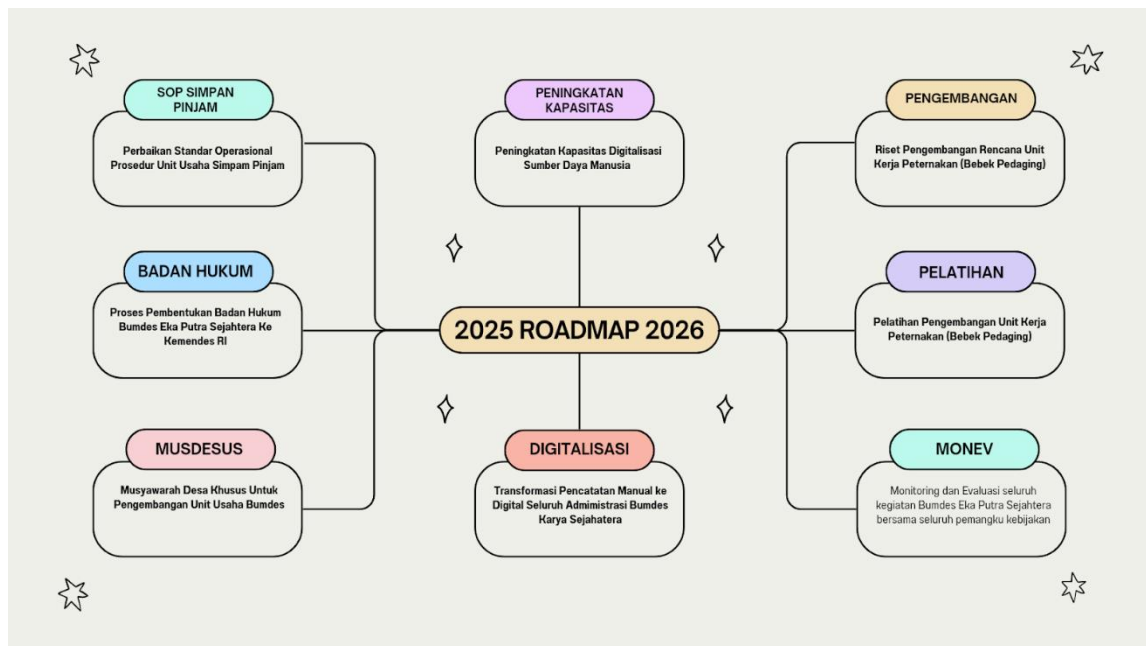 SOP SIMPAN
PINJAM
Perbaikan Standar Operasional
Prosedur Unit Usaha Simpam Pinjam
PENINGKATAN
KAPASITAS
Peningkatan Kapasitas Digitalisasi
Sumber Daya Manusia
PENGEMBANGAN
Riset Pengembangan Rencana Unit
Kerja Peternakan (Bebek Pedaging)
BADAN HUKUM
Proses Pembentukan Badan Hukum
Bumdes Eka Putra Sejahtera Ke
Kemendes RI
2025 ROADMAP 2026
PELATIHAN
Pelatihan Pengembangan Unit Kerja
Peternakan (Bebek Pedaging)
MUSDESUS
Musyawarah Desa Khusus Untuk
Pengembangan Unit Usaha Bumdes
DIGITALISASI
Transformasi Pencatatan Manual ke
Digital Seluruh Admimistrasi Bumdes
Karya Sejahatera
MONEV
Monitoring dan Evaluasi seluruh
kegiatan Bumdes Eka Putra Sejahtera
bersama seluruh pemangku kebijakan